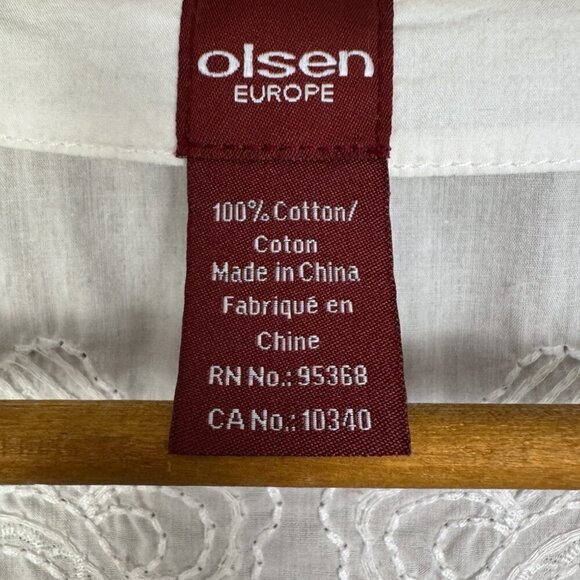 olsen
EUROPE
100% Cotton/
Coton
Made in China
Fabriqué en
Chine
RN No.: 95368
CA No.: 10340